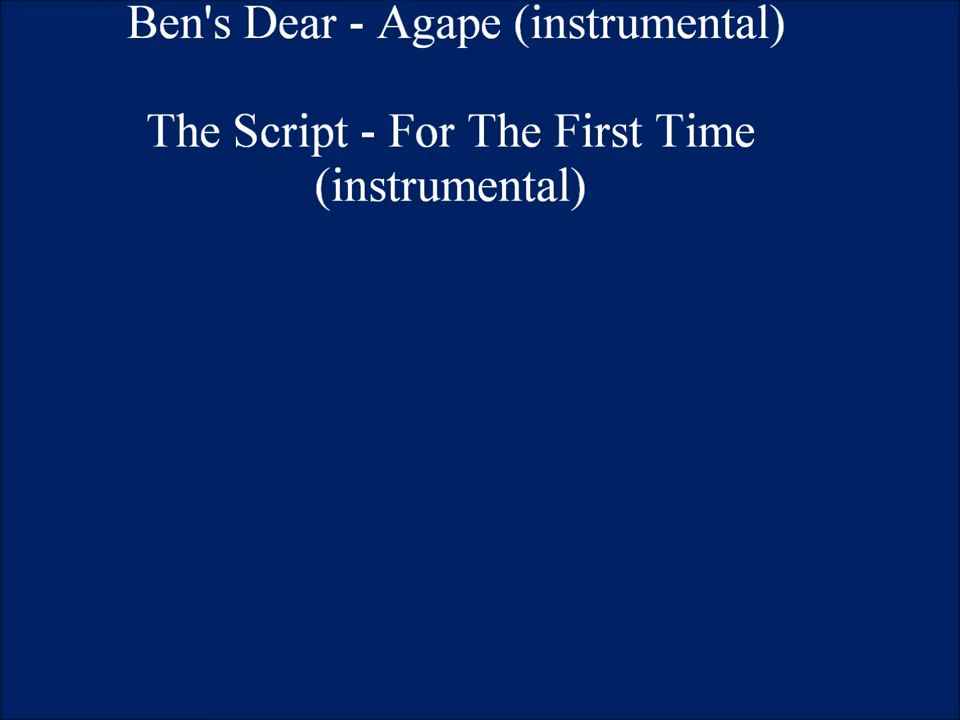 Ben's Dear - Agape (instrumental)
The Script - For The First Time
(instrumental)